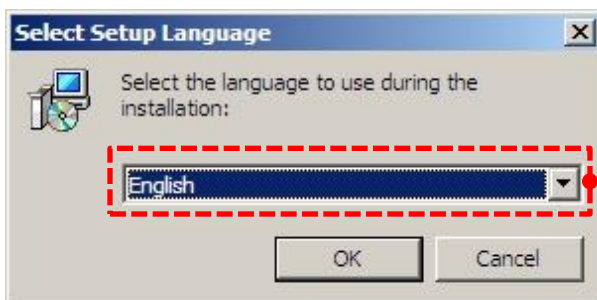 Select Setup Language
Select the language to use during the
installation:
English
OK
Cancel